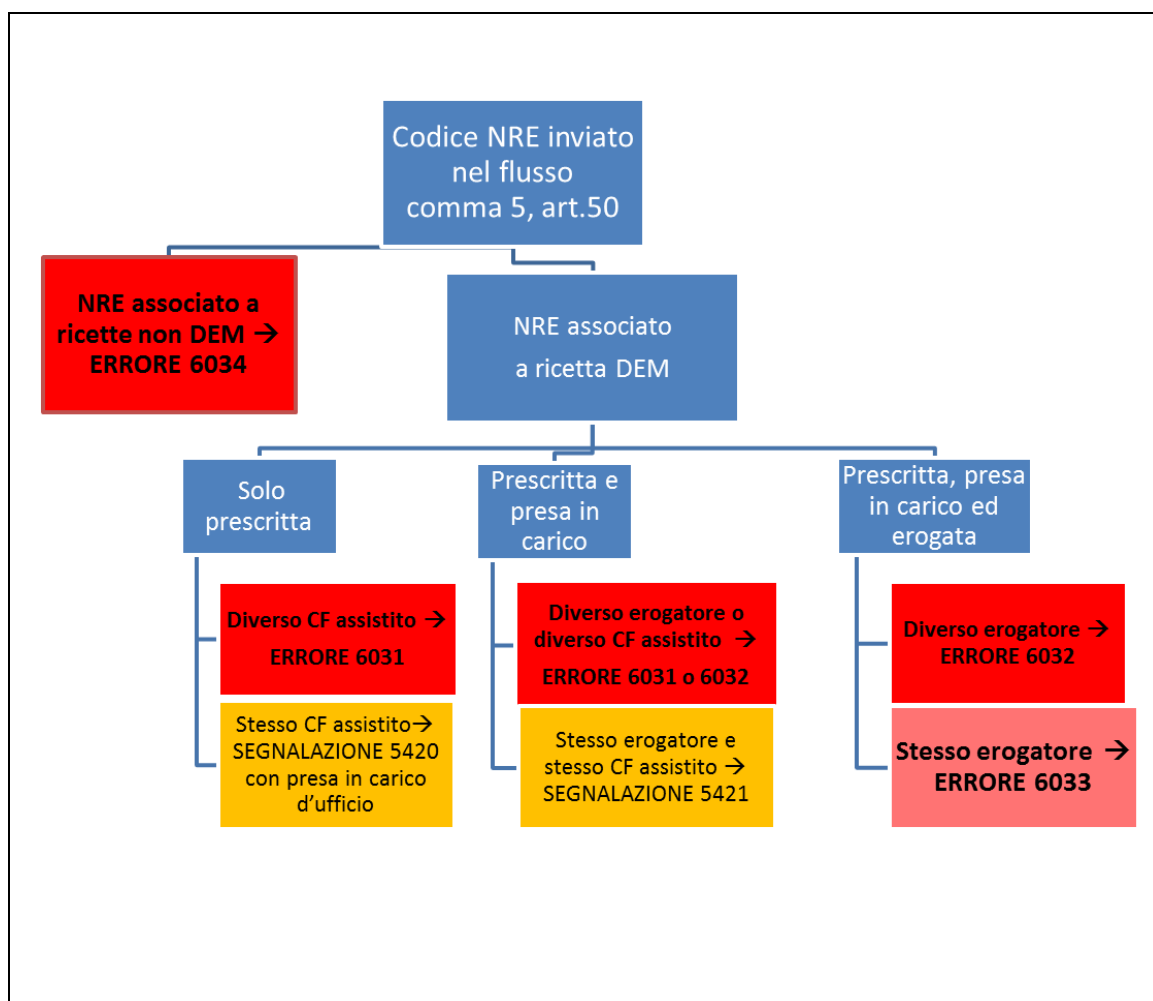 Codice NRE inviato
nel flusso
comma 5, art.50
NRE associato a
ricette non DEM →
ERRORE 6034
NRE associato
a ricetta DEM
Solo
prescritta
Prescritta e
presa in
carico
Prescritta, presa
in carico ed
erogata
Diverso CF assistito →
ERRORE 6031
Diverso erogatore o
diverso CF assistito →
ERRORE 6031 o 6032
Diverso erogatore →
ERRORE 6032
Stesso CF assistito→
SEGNALAZIONE 5420
con presa in carico
d’ufficio
Stesso erogatore e
stesso CF assistito →
SEGNALAZIONE 5421
Stesso erogatore →
ERRORE 6033